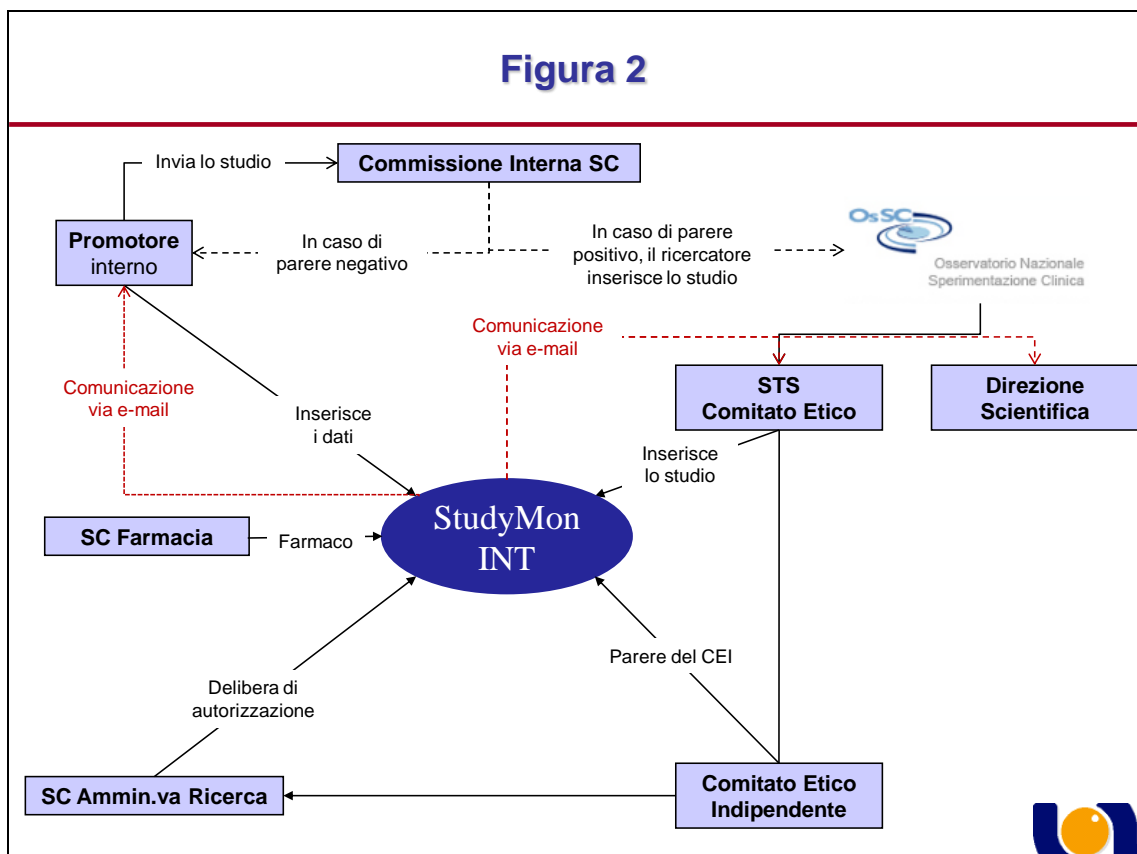 Figura 2
Invia lo studio
Commissione Interna SC
Promotore
interno
In caso di
parere negativo
In caso di parere
positivo, il ricercatore
inserisce lo studio
OsSC
Osservatorio Nazionale
Sperimentazione Clinica
Comunicazione
via e-mail
STS
Comitato Etico
Direzione
Scientifica
Comunicazione
via e-mail
Inserisce
i dati
Inserisce
lo studio
StudyMon
INT
SC Farmacia
Farmaco
Parere del CEI
Delibera di
autorizzazione
SC Ammin.va Ricerca
Comitato Etico
Indipendente